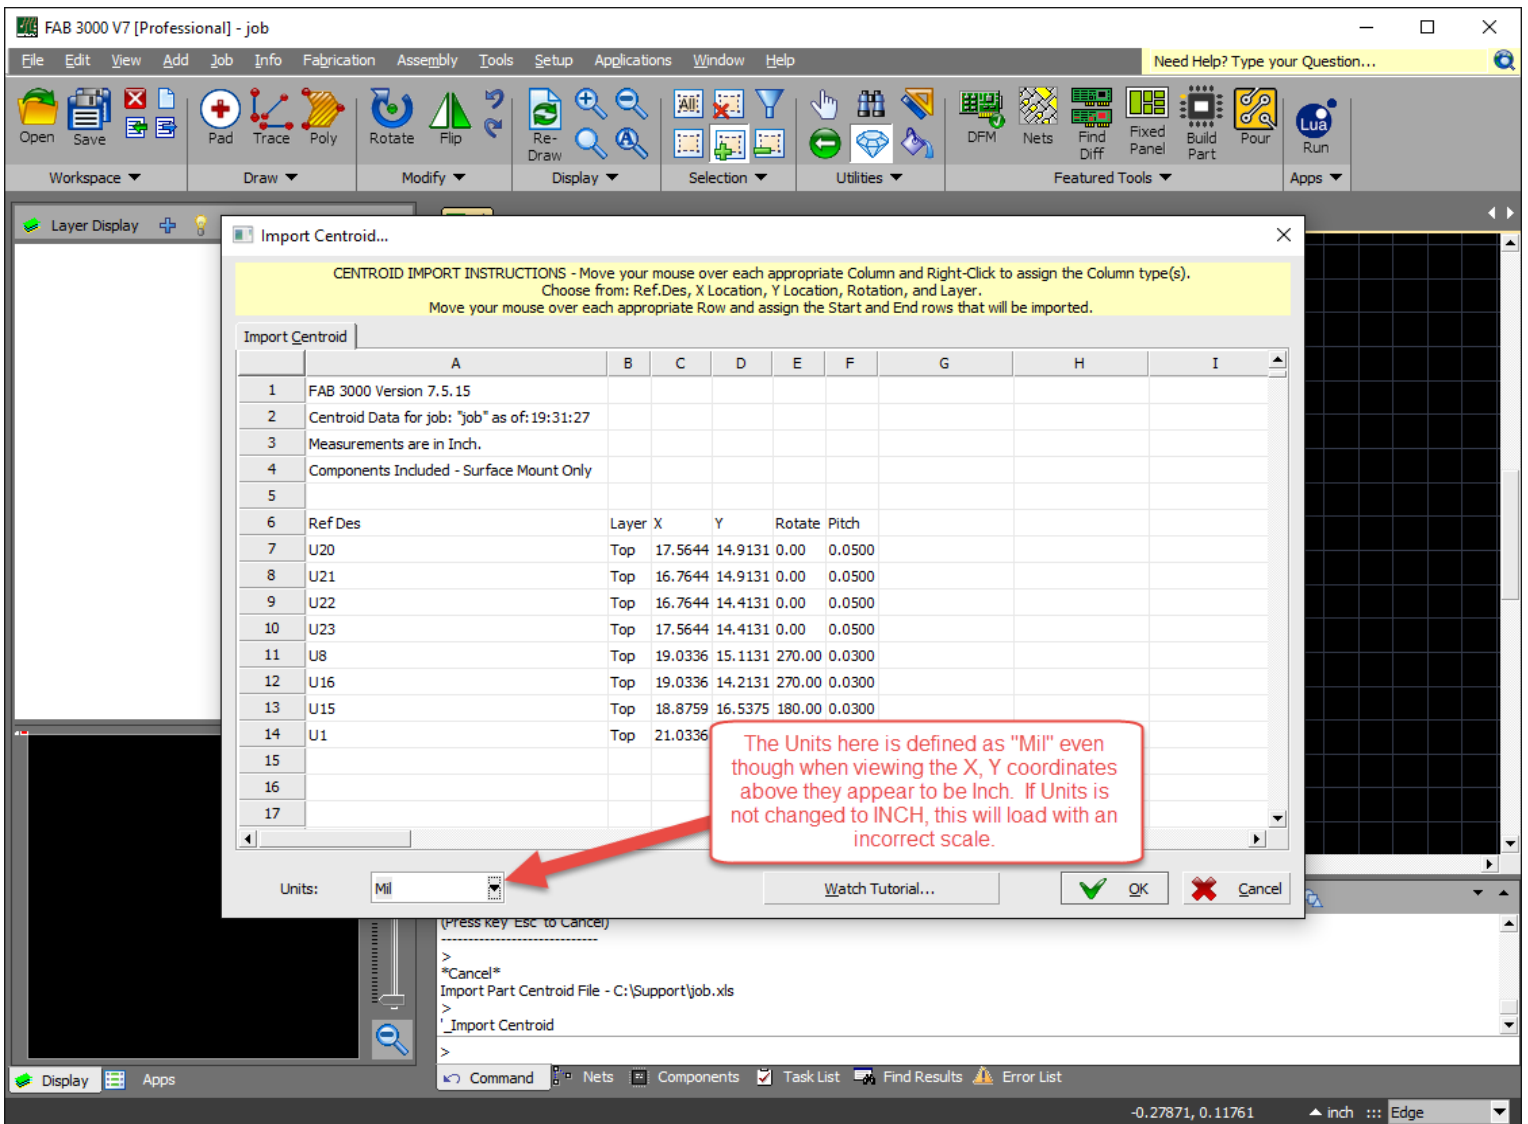 FAB 3000 V7 [Professional] - job
File Edit View Add Job Info Fabrication Assembly Tools Setup Applications Window Help
Need Help? Type your Question...
Open Save
Pad Trace Poly
Rotate Flip
Re-Draw
All
DFM Nets Find Diff Fixed Panel Build Part Pour
Lua Run
Workspace Draw Modify Display Selection Utilities Featured Tools Apps
Layer Display
Import Centroid...
CENTROID IMPORT INSTRUCTIONS - Move your mouse over each appropriate Column and Right-Click to assign the Column type(s).
Choose from: Ref.Des, X Location, Y Location, Rotation, and Layer.
Move your mouse over each appropriate Row and assign the Start and End rows that will be imported.
Import Centroid
A B C D E F G H I
1 FAB 3000 Version 7.5.15
2 Centroid Data for job: "job" as of:19:31:27
3 Measurements are in Inch.
4 Components Included - Surface Mount Only
5
6 Ref Des Layer X Y Rotate Pitch
7 U20 Top 17.5644 14.9131 0.00 0.0500
8 U21 Top 16.7644 14.9131 0.00 0.0500
9 U22 Top 16.7644 14.4131 0.00 0.0500
10 U23 Top 17.5644 14.4131 0.00 0.0500
11 U8 Top 19.0336 15.1131 270.00 0.0300
12 U16 Top 19.0336 14.2131 270.00 0.0300
13 U15 Top 18.8759 16.5375 180.00 0.0300
14 U1 Top 21.0336
15
16
17
The Units here is defined as "Mil" even
though when viewing the X, Y coordinates
above they appear to be Inch. If Units is
not changed to INCH, this will load with an
incorrect scale.
Units: Mil
Watch Tutorial... OK Cancel
(Press key 'Esc' to Cancel)
-----------------------------
>
*Cancel*
Import Part Centroid File - C:\Support\job.xls
>
'_Import Centroid
>
Display Apps
Command Nets Components Task List Find Results Error List
-0.27871, 0.11761 inch Edge